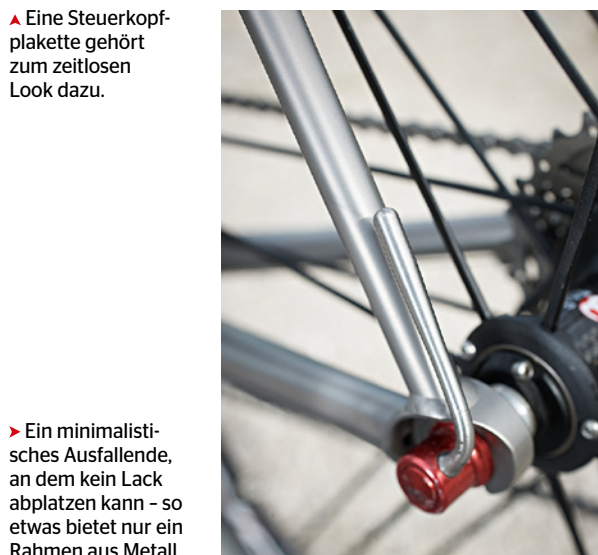 Eine Steuerkopf-
plakette gehört
zum zeitlosen
Look dazu.
Ein minimalisti-
sches Ausfallende,
an dem kein Lack
abplatzen kann – so
etwas bietet nur ein
Rahmen aus Metall